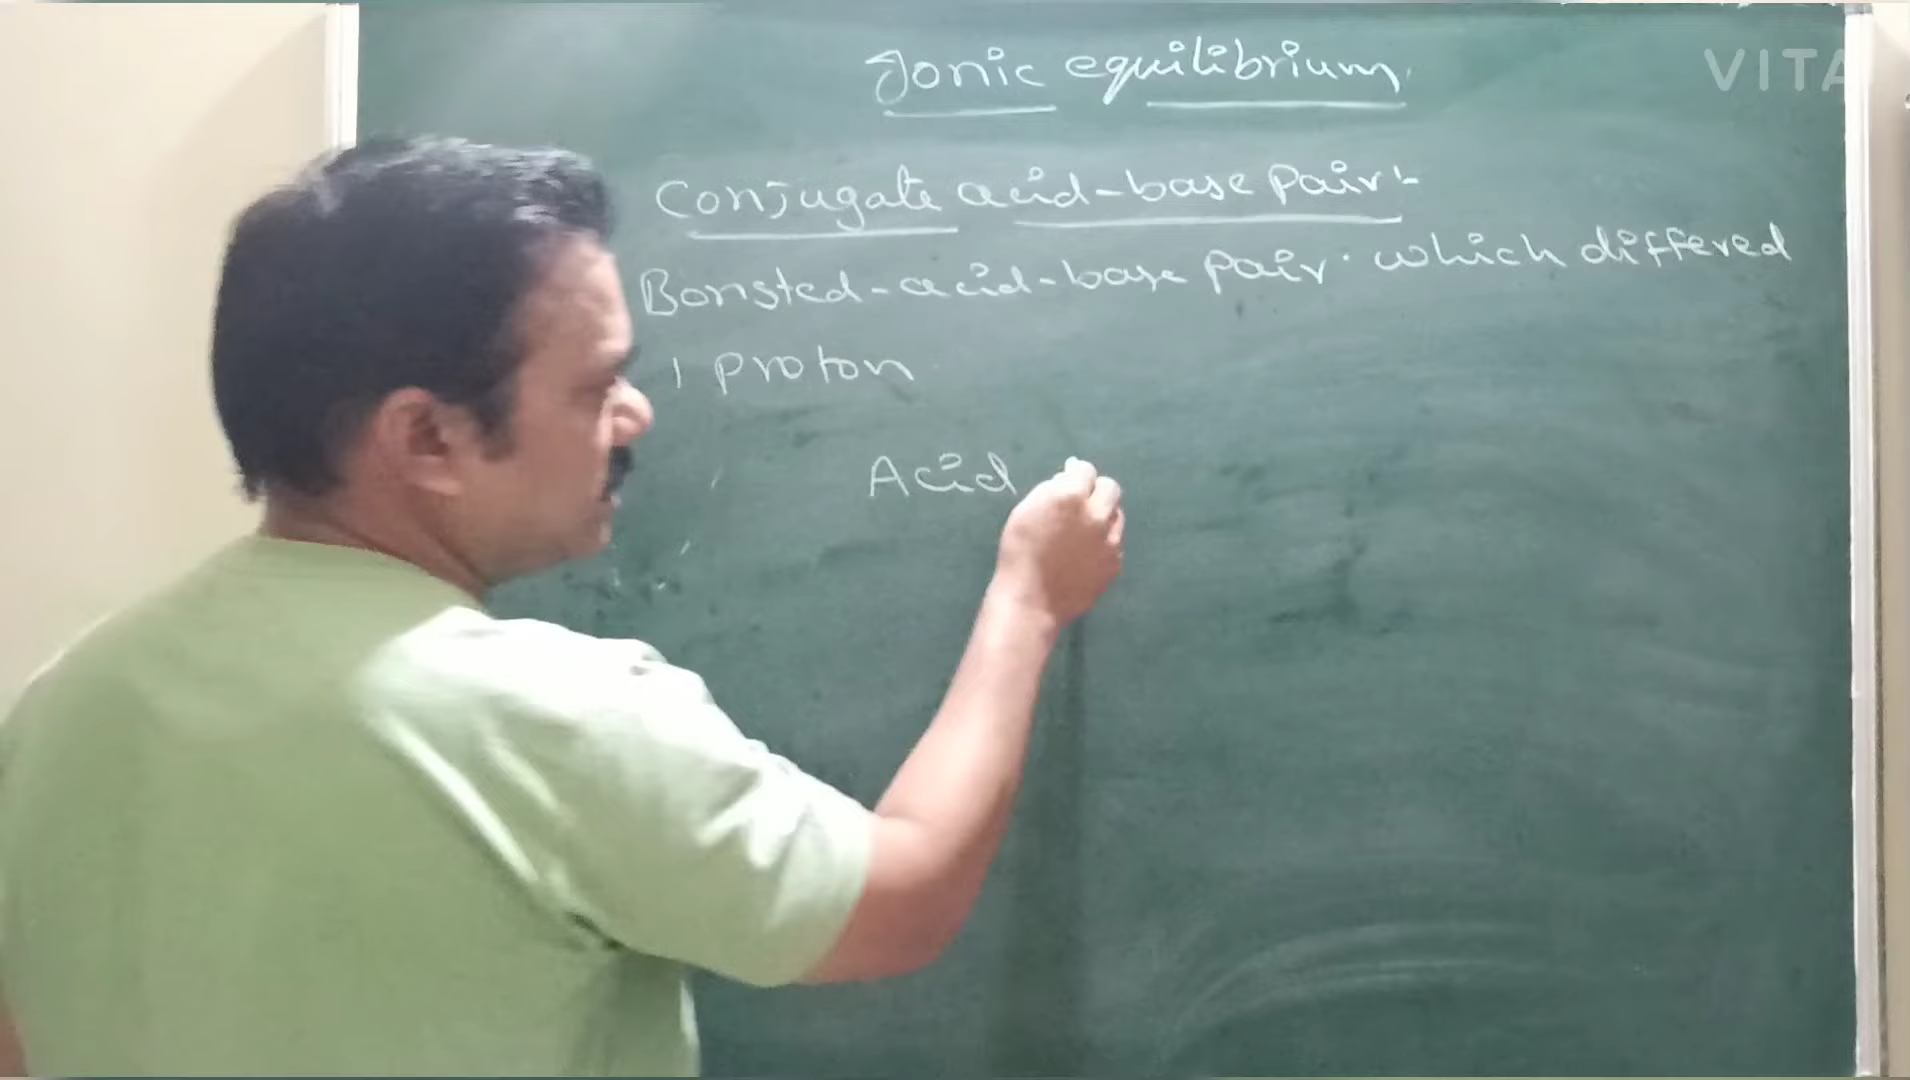 Ionic equilibrium
VITA
Conjugate acid-base pair:-
Bonsted-acid-base pair. which differed
1 proton
Acid